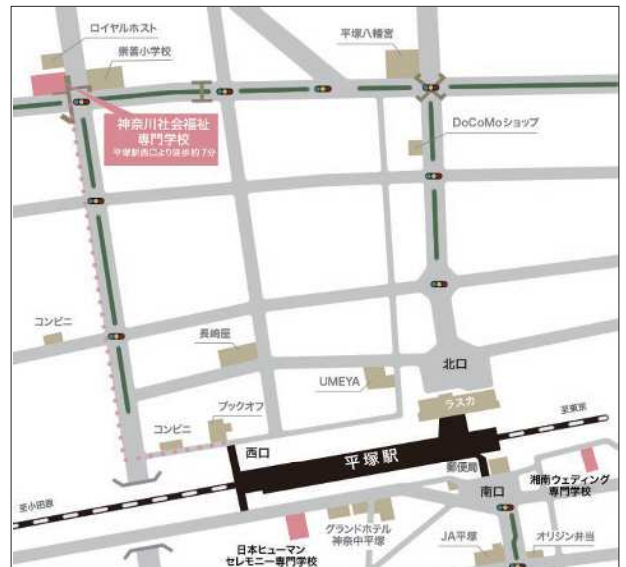 ロイヤルホスト
崇善小学校
平塚八幡宮
神奈川社会福祉
専門学校
平塚駅西口より徒歩約7分
DoCoMoショップ
コンビニ
長崎屋
北口
UMEYA
ラスカ
ブックオフ
至東京
コンビニ
西口
平塚駅
郵便局
湘南ウェディング
専門学校
至小田原
南口
グランドホテル
神奈中平塚
日本ヒューマン
セレモニー専門学校
JA平塚
オリジン弁当